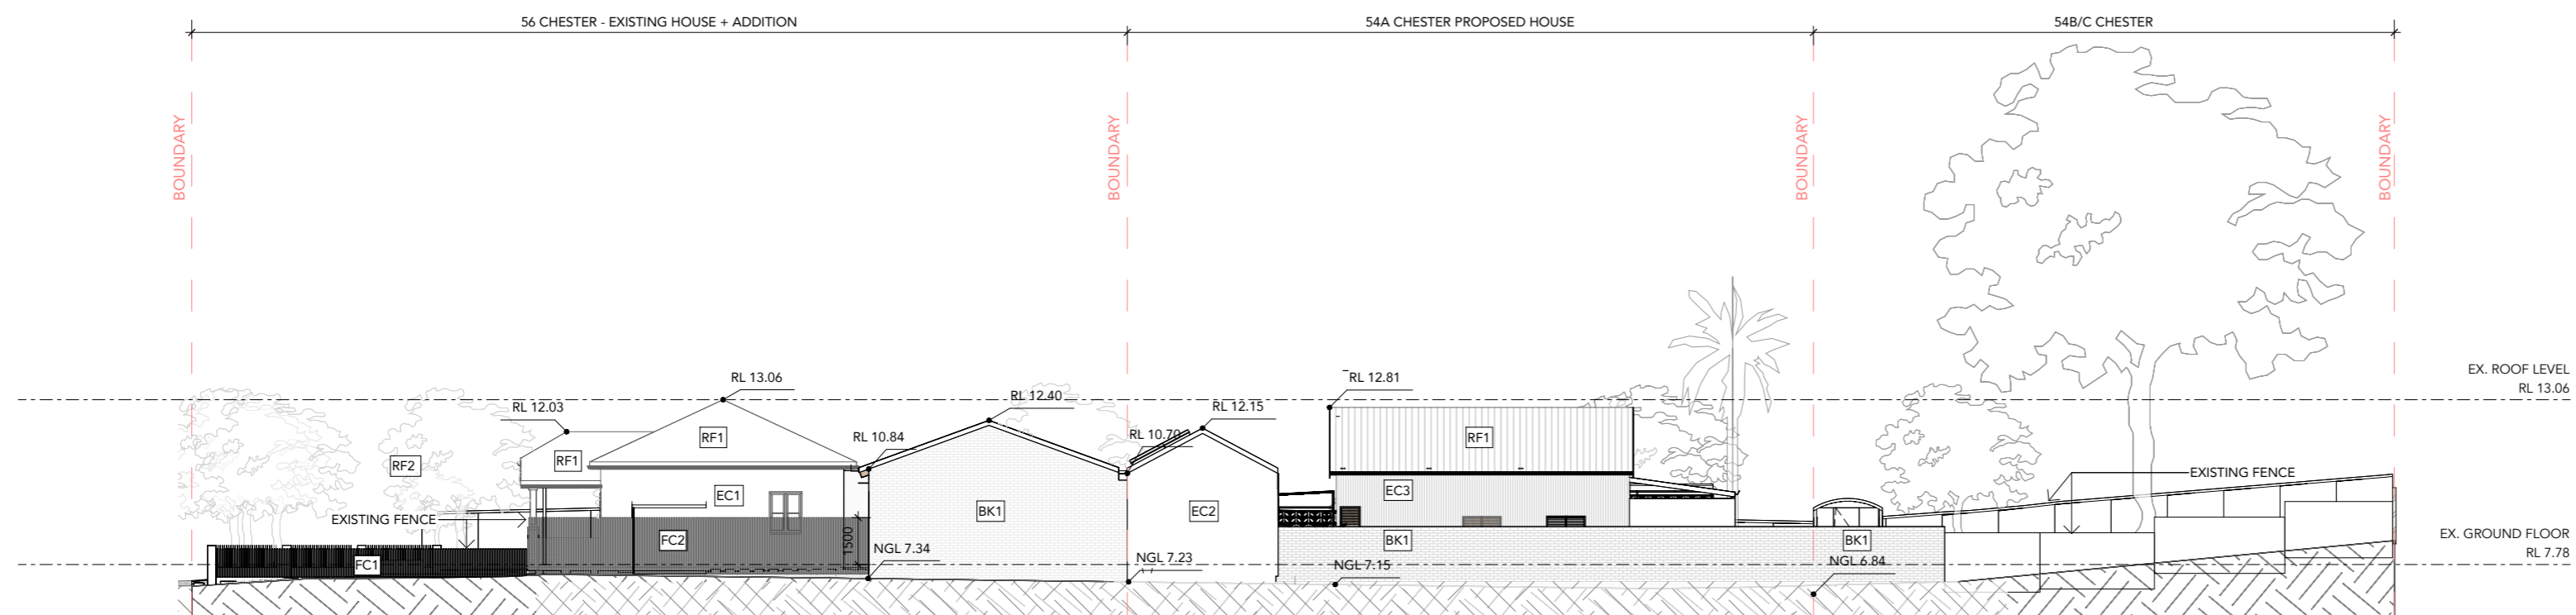 56 CHESTER - EXISTING HOUSE + ADDITION
54A CHESTER PROPOSED HOUSE
54B/C CHESTER
BOUNDARY
BOUNDARY
BOUNDARY
BOUNDARY
EX. ROOF LEVEL
RL 13.06
RL 13.06
RL 12.81
RL 12.40
RL 12.03
RL 12.15
RL 10.84
RL 10.70
RF1
RF1
RF1
RF2
EXISTING FENCE
EC1
EC3
BK1
EC2
EXISTING FENCE
FC2
1500
BK1
BK1
EX. GROUND FLOOR
RL 7.78
NGL 7.34
NGL 7.23
NGL 7.15
NGL 6.84
FC1